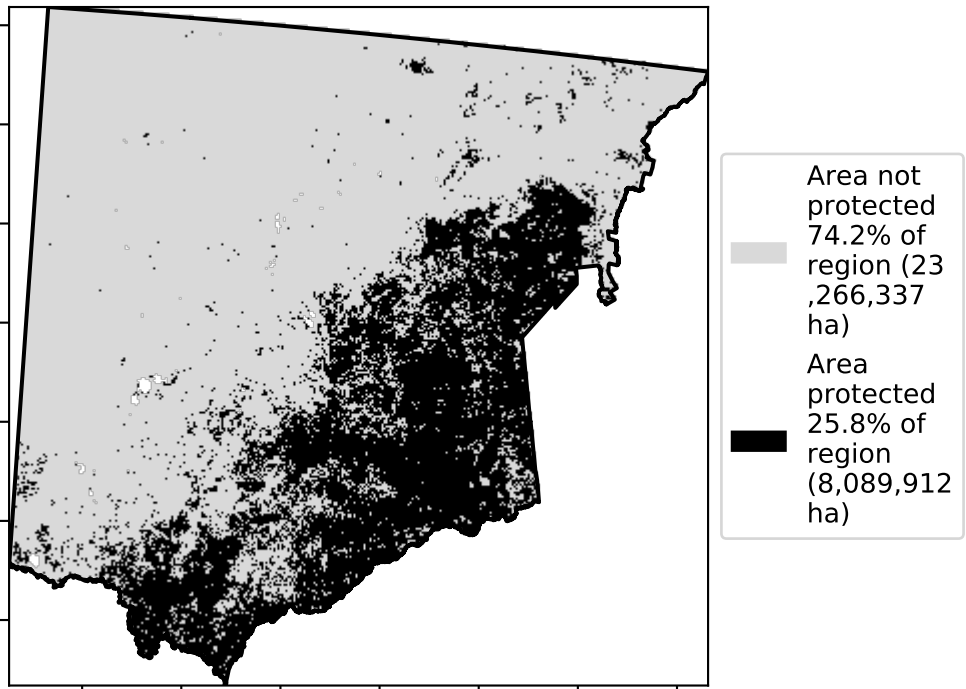 Area not
protected
74.2% of
region (23
,266,337
ha)
Area
protected
25.8% of
region
(8,089,912
ha)